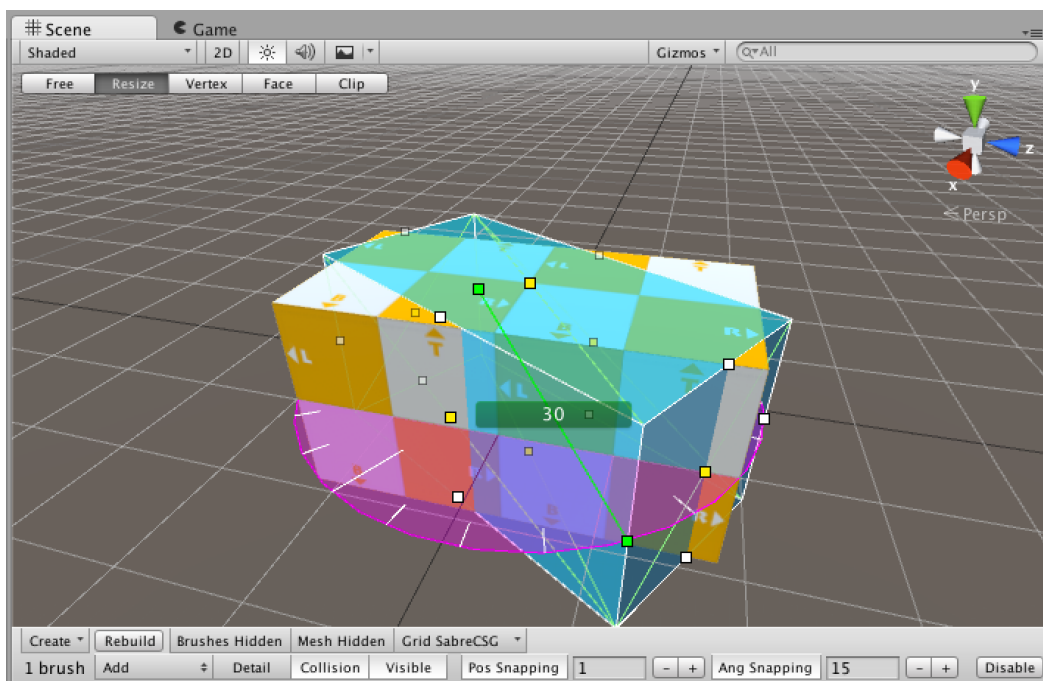 Scene Game
Shaded 2D Gizmos All
Free Resize Vertex Face Clip
y
z
x
Persp
L
L
B
T
R
B
R
B
L
T
L
T
30
R
B
R
B
Create Rebuild Brushes Hidden Mesh Hidden Grid SabreCSG
1 brush Add Detail Collision Visible Pos Snapping 1 - + Ang Snapping 15 - + Disable